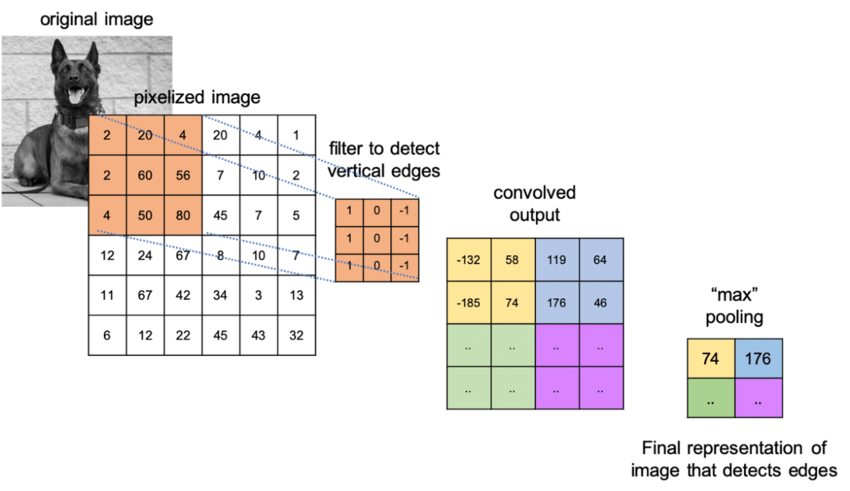 original image
pixelized image
2 20 4 20 4 1
2 60 56 7 10 2
4 50 80 45 7 5
12 24 67 8 10 7
11 67 42 34 3 13
6 12 22 45 43 32
filter to detect
vertical edges
1 0 -1
1 0 -1
1 0 -1
convolved
output
-132 58 119 64
-185 74 176 46
.. .. .. ..
.. .. .. ..
“max”
pooling
74 176
.. ..
Final representation of
image that detects edges